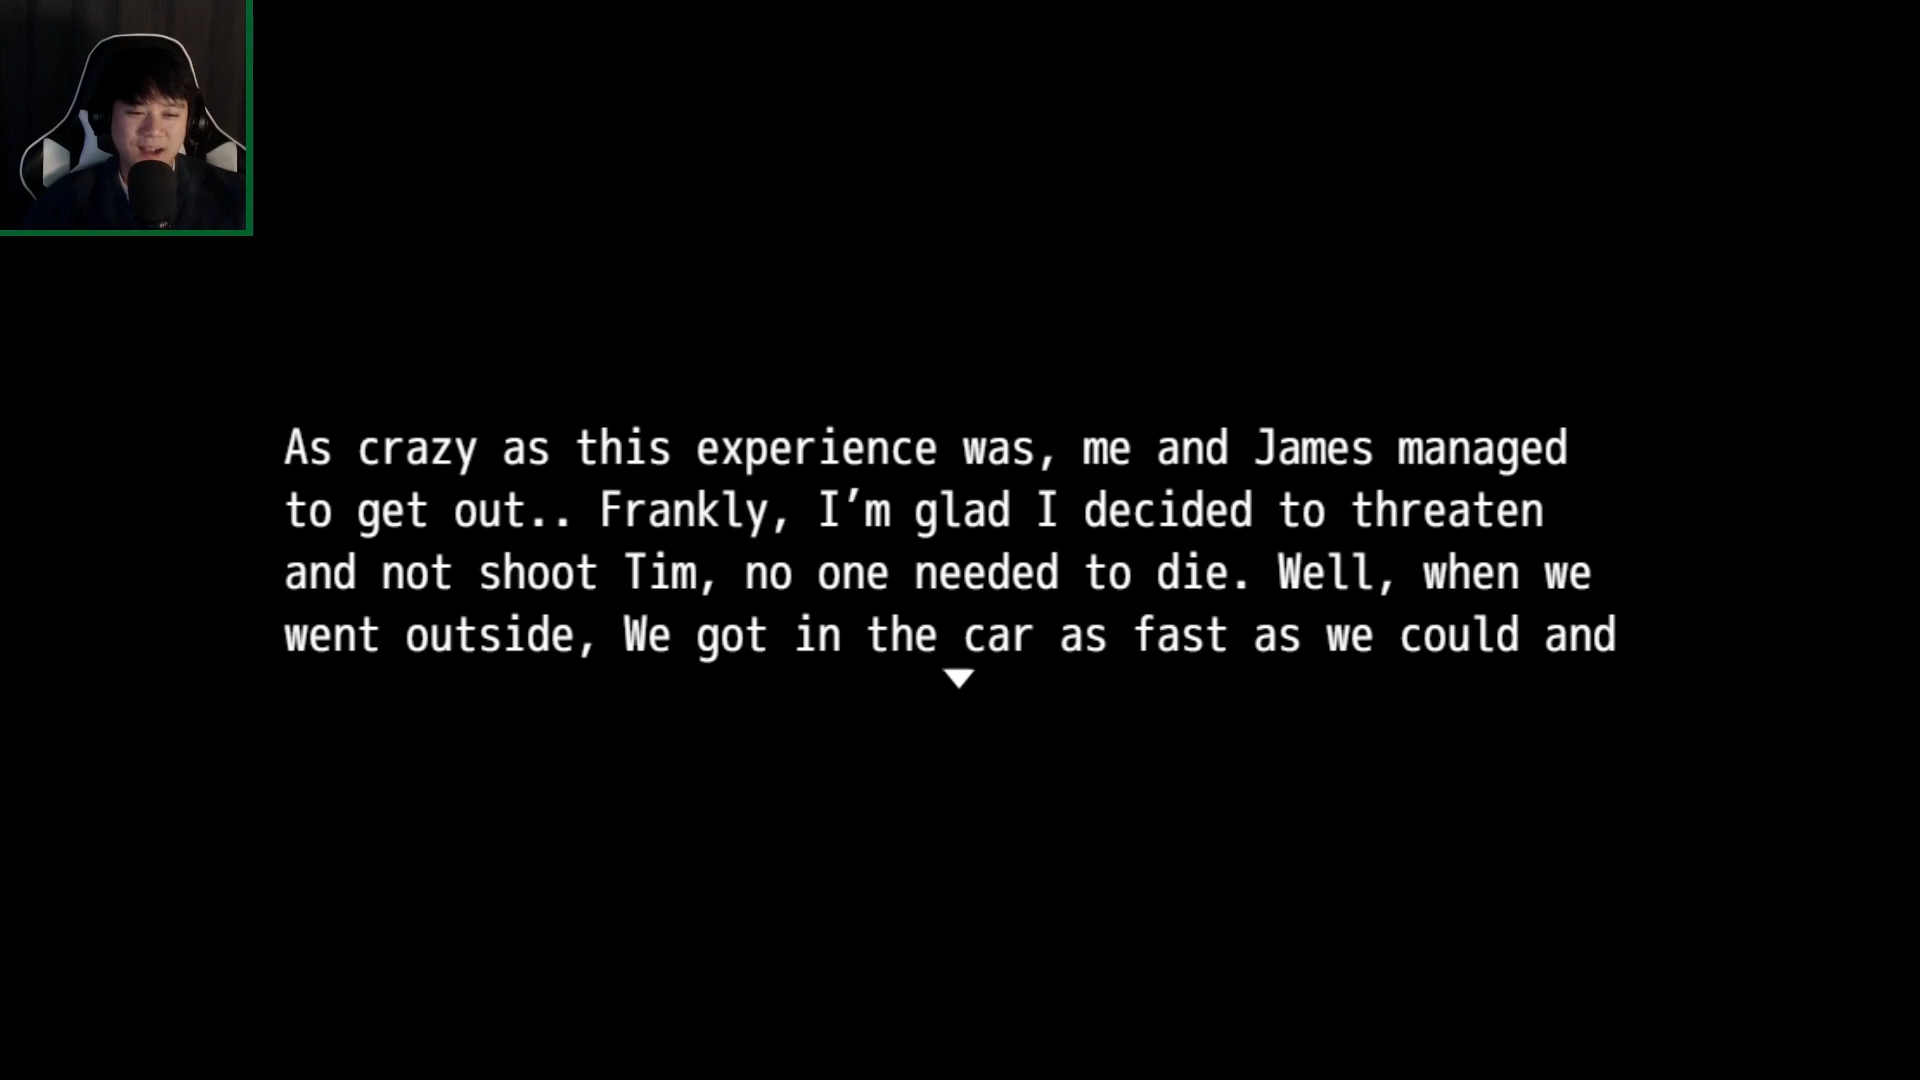 As crazy as this experience was, me and James managed
to get out.. Frankly, I’m glad I decided to threaten
and not shoot Tim, no one needed to die. Well, when we
went outside, We got in the car as fast as we could and